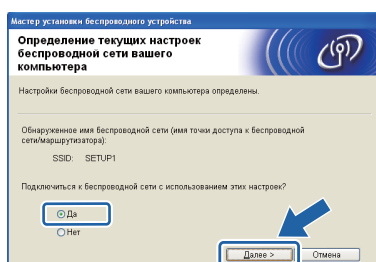 Мастер установки беспроводного устройства
Определение текущих настроек
беспроводной сети вашего
компьютера
Настройки беспроводной сети вашего компьютера определены.
Обнаруженное имя беспроводной сети (имя точки доступа к беспроводной
сети/маршрутизатора):
SSID: SETUP1
Подключиться к беспроводной сети с использованием этих настроек?
Да
Нет
Далее > Отмена